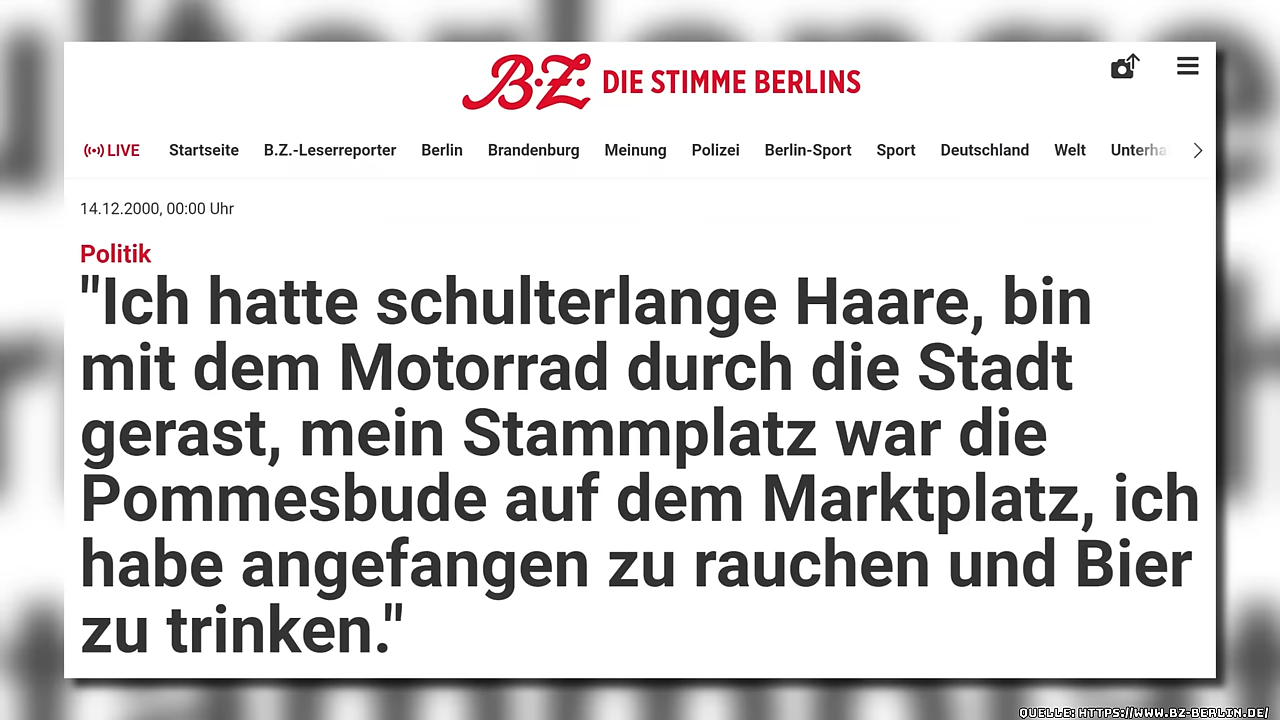 B.Z. DIE STIMME BERLINS
LIVE Startseite B.Z.-Leserreporter Berlin Brandenburg Meinung Polizei Berlin-Sport Sport Deutschland Welt Unterha
14.12.2000, 00:00 Uhr
Politik
"Ich hatte schulterlange Haare, bin
mit dem Motorrad durch die Stadt
gerast, mein Stammplatz war die
Pommesbude auf dem Marktplatz, ich
habe angefangen zu rauchen und Bier
zu trinken."
QUELLE: HTTPS://WWW.BZ-BERLIN.DE/